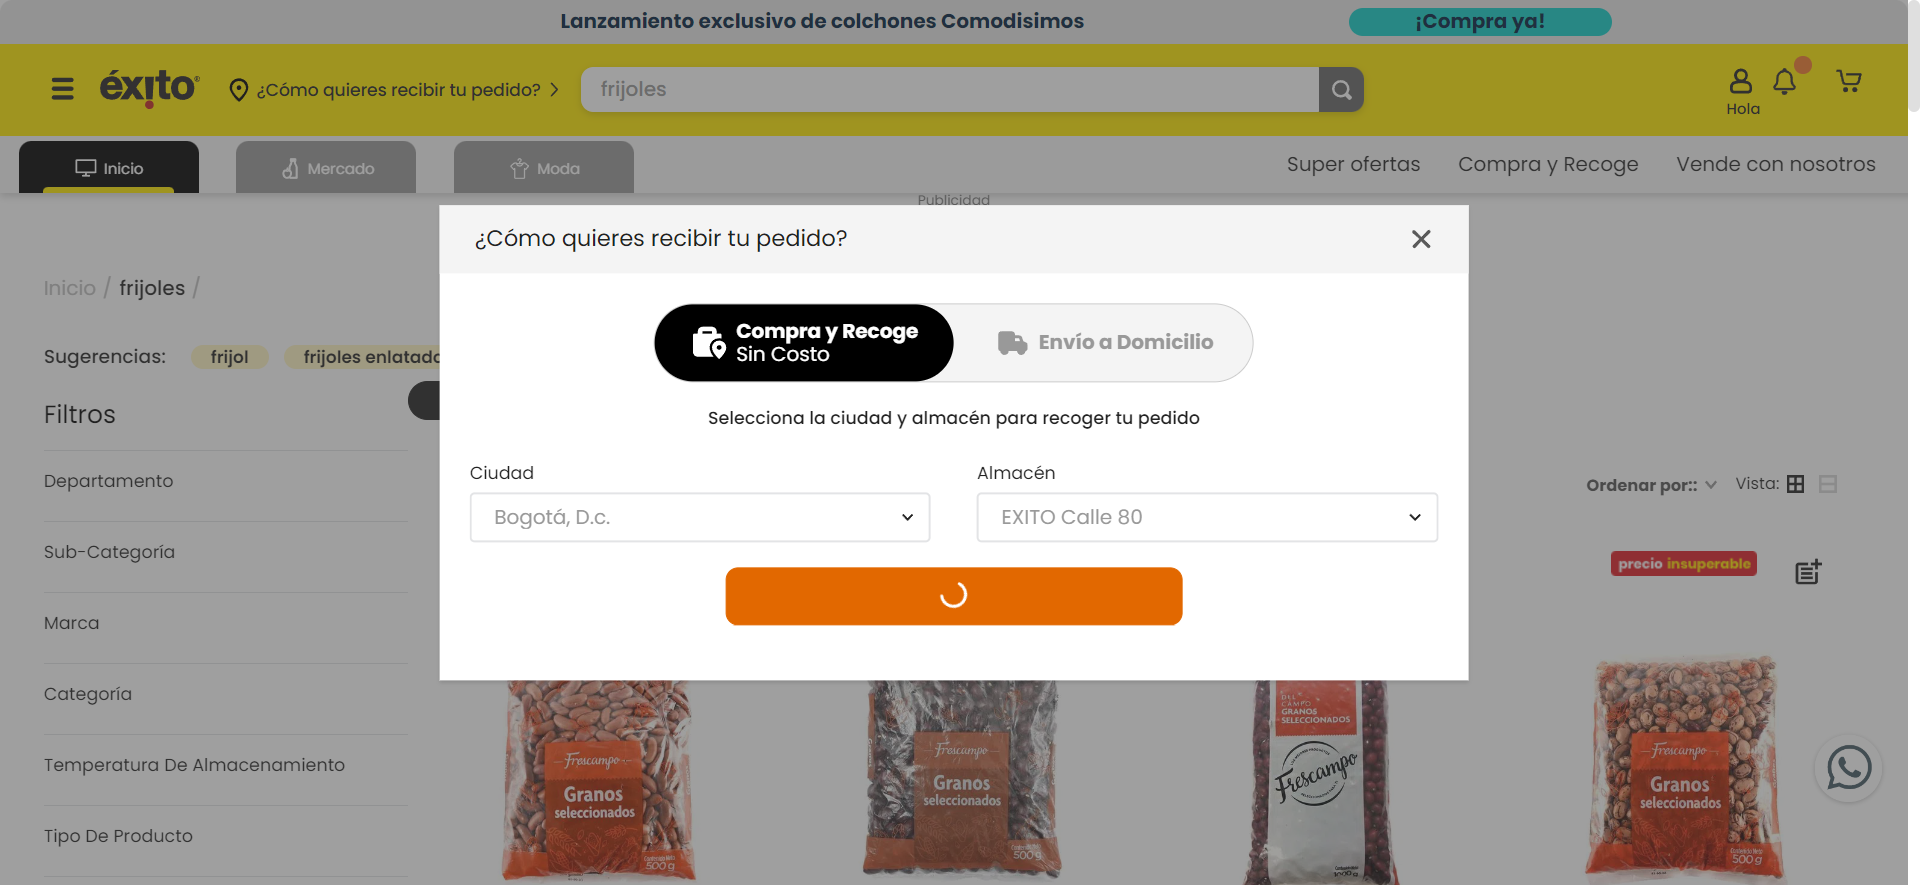 Lanzamiento exclusivo de colchones Comodisimos
¡Compra ya!
éxito
¿Cómo quieres recibir tu pedido?
frijoles
Hola
Inicio
Mercado
Moda
Super ofertas
Compra y Recoge
Vende con nosotros
Publicidad
¿Cómo quieres recibir tu pedido?
Inicio / frijoles /
Compra y Recoge
Sin Costo
Envío a Domicilio
Sugerencias:
frijol
frijoles enlatado
Filtros
Selecciona la ciudad y almacén para recoger tu pedido
Ciudad
Almacén
Bogotá, D.c.
EXITO Calle 80
Departamento
Ordenar por::
Vista:
Sub-Categoría
precio insuperable
Marca
Categoría
Temperatura De Almacenamiento
Tipo De Producto
Frescampo
Granos
seleccionados
500 g
Frescampo
Granos
seleccionados
500 g
DEL
CAMPO
GRANOS
SELECCIONADOS
Frescampo
1000 g
Frescampo
Granos
seleccionados
500 g